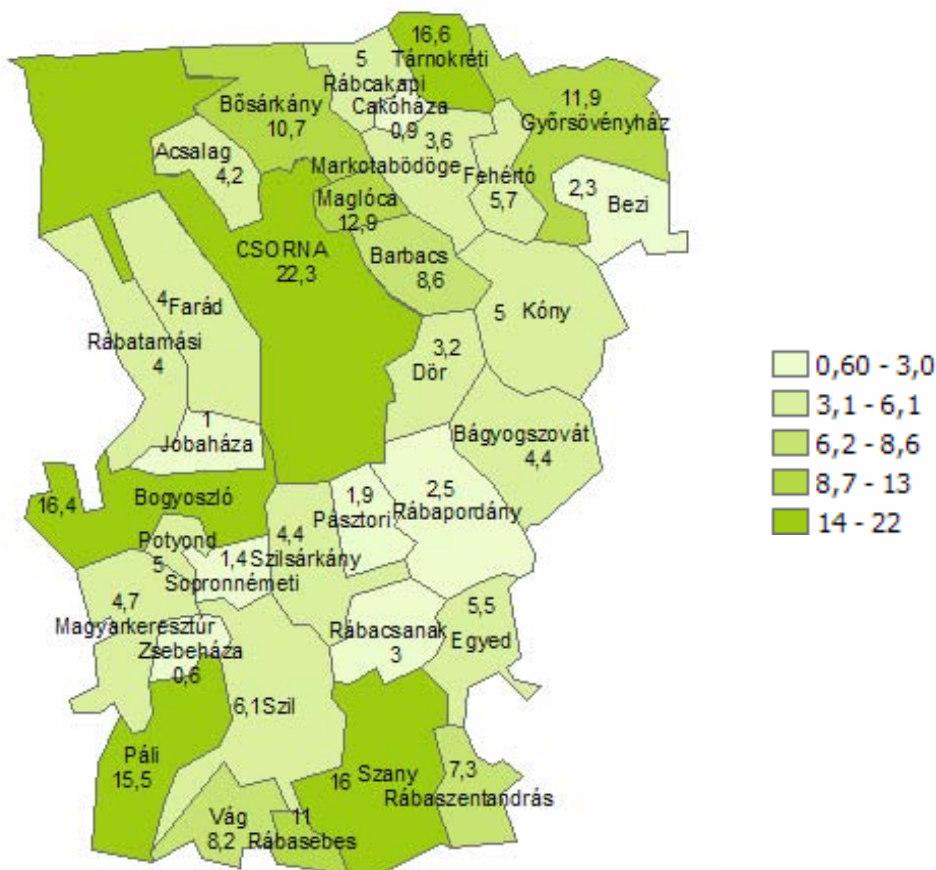 16,6
Tárnokréti
5
Rábcakapi
Cakóháza
0,9
11,9
Győrsövényház
Bősárkány
10,7
3,6
Markotabödöge
Acsalag
4,2
Fehértó
5,7
2,3
Bezi
Maglóca
12,9
CSORNA
22,3
Barbacs
8,6
4 Farád
5 Kóny
Rábatamási
4
3,2
Dör
0,60 - 3,0
3,1 - 6,1
6,2 - 8,6
8,7 - 13
14 - 22
1
Jobaháza
Bágyogszovát
4,4
16,4
Bogyoszló
1,9
Pásztori
2,5
Rábapordány
Potyond
5
1,4
Sopronnémeti
4,4
Szilsárkány
4,7
Magyarkeresztúr
Zsebeháza
0,6
Rábacsanak
3
5,5
Egyed
6,1 Szil
Páli
15,5
16 Szany
7,3
Rábaszentandrás
Vág
8,2
11
Rábasebes